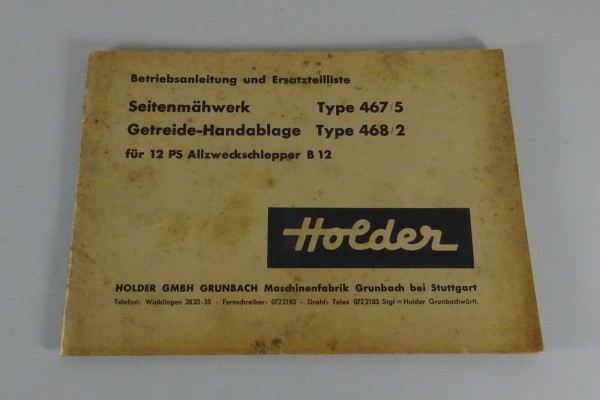 Betriebsanleitung und Ersatzteilliste
Seitenmähwerk Type 467/5
Getreide-Handablage Type 468/2
für 12 PS Allzweckschlepper B 12
Holder
HOLDER GMBH GRUNBACH Maschinenfabrik Grunbach bei Stuttgart
Telefon: Waiblingen 2833-35 - Fernschreiber: 0722183 - Draht: Telex 0722183 Stgt = Holder Grunbachwürtt.